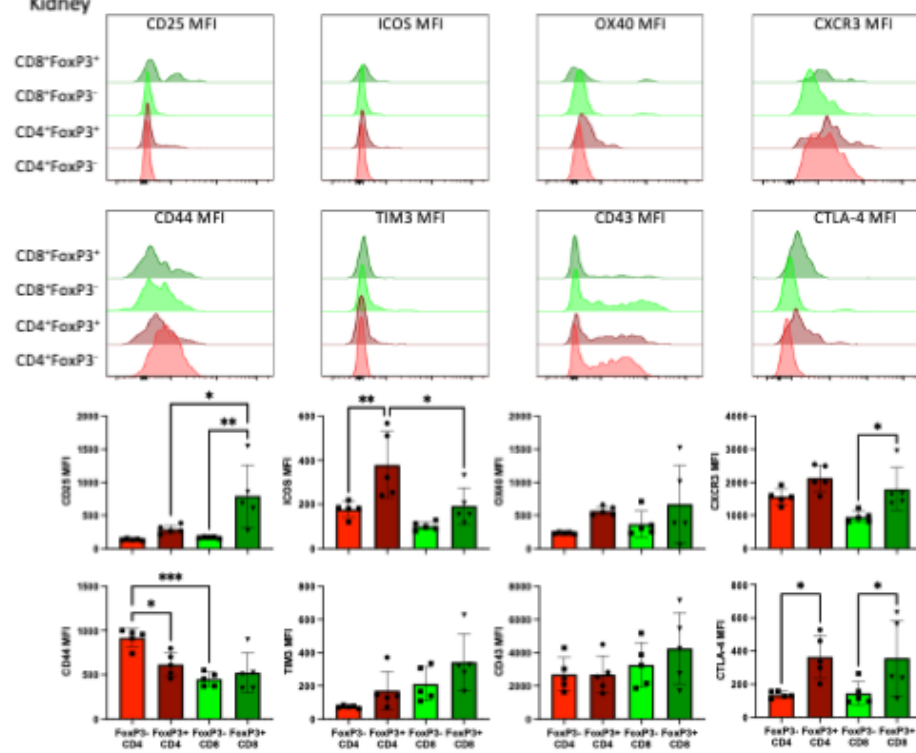 Kidney
CD25 MFI ICOS MFI OX40 MFI CXCR3 MFI
CD8⁺FoxP3⁺
CD8⁺FoxP3⁻
CD4⁺FoxP3⁺
CD4⁺FoxP3⁻
CD44 MFI TIM3 MFI CD43 MFI CTLA-4 MFI
CD8⁺FoxP3⁺
CD8⁺FoxP3⁻
CD4⁺FoxP3⁺
CD4⁺FoxP3⁻
CD25 MFI
2000
1500
1000
500
0
* **
ICOS MFI
600
400
200
0
** *
OX40 MFI
2000
1500
1000
500
0
CXCR3 MFI
4000
3000
2000
1000
0
*
CD44 MFI
1500
1000
500
0
***
*
TIM3 MFI
800
600
400
200
0
CD43 MFI
8000
6000
4000
2000
0
CTLA-4 MFI
800
600
400
200
0
* *
FoxP3- FoxP3+ FoxP3- FoxP3+ FoxP3- FoxP3+ FoxP3- FoxP3+ FoxP3- FoxP3+ FoxP3- FoxP3+ FoxP3- FoxP3+ FoxP3- FoxP3+
CD4 CD4 CD8 CD8 CD4 CD4 CD8 CD8 CD4 CD4 CD8 CD8 CD4 CD4 CD8 CD8